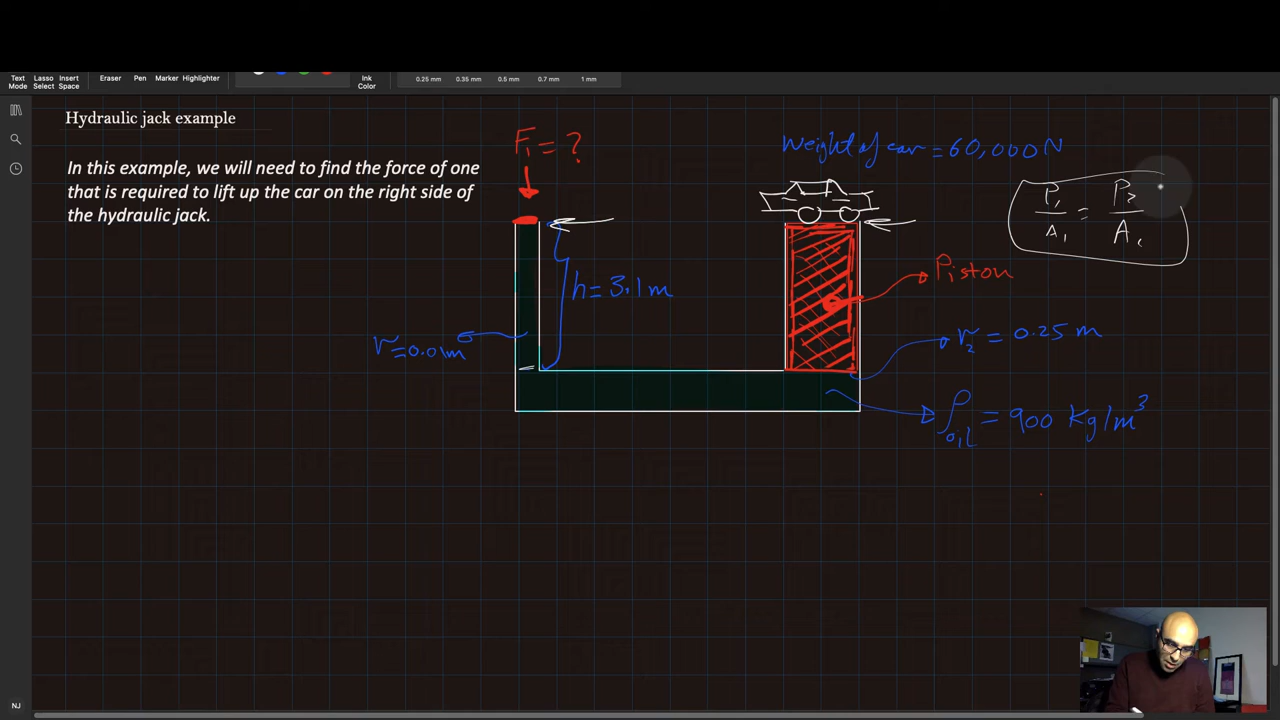 Text Mode
Lasso Select
Insert Space
Eraser
Pen
Marker
Highlighter
Ink Color
0.25 mm
0.35 mm
0.5 mm
0.7 mm
1 mm
Hydraulic jack example
In this example, we will need to find the force of one
that is required to lift up the car on the right side of
the hydraulic jack.
F₁ = ?
Weight of car = 60,000 N
P₁/A₁ = P₂/A₂
Piston
h = 3.1 m
r = 0.01 m
r₂ = 0.25 m
ρ oil = 900 Kg/m³
NJ